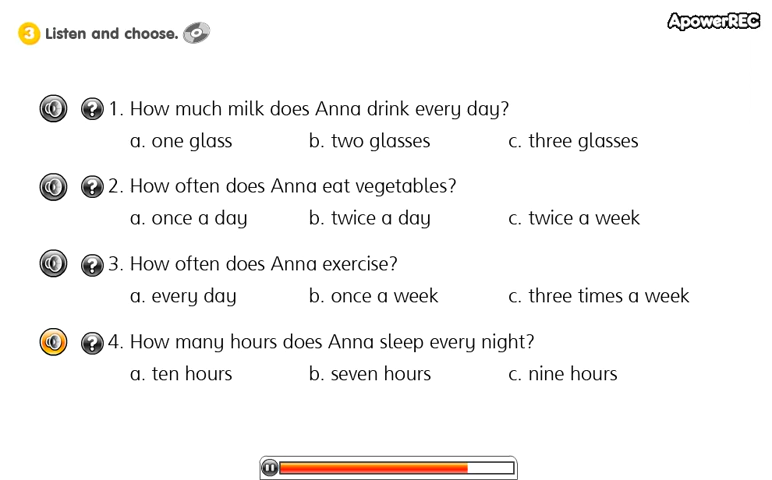 ApowerREC
3 Listen and choose.
? 1. How much milk does Anna drink every day?
a. one glass b. two glasses c. three glasses
? 2. How often does Anna eat vegetables?
a. once a day b. twice a day c. twice a week
? 3. How often does Anna exercise?
a. every day b. once a week c. three times a week
? 4. How many hours does Anna sleep every night?
a. ten hours b. seven hours c. nine hours